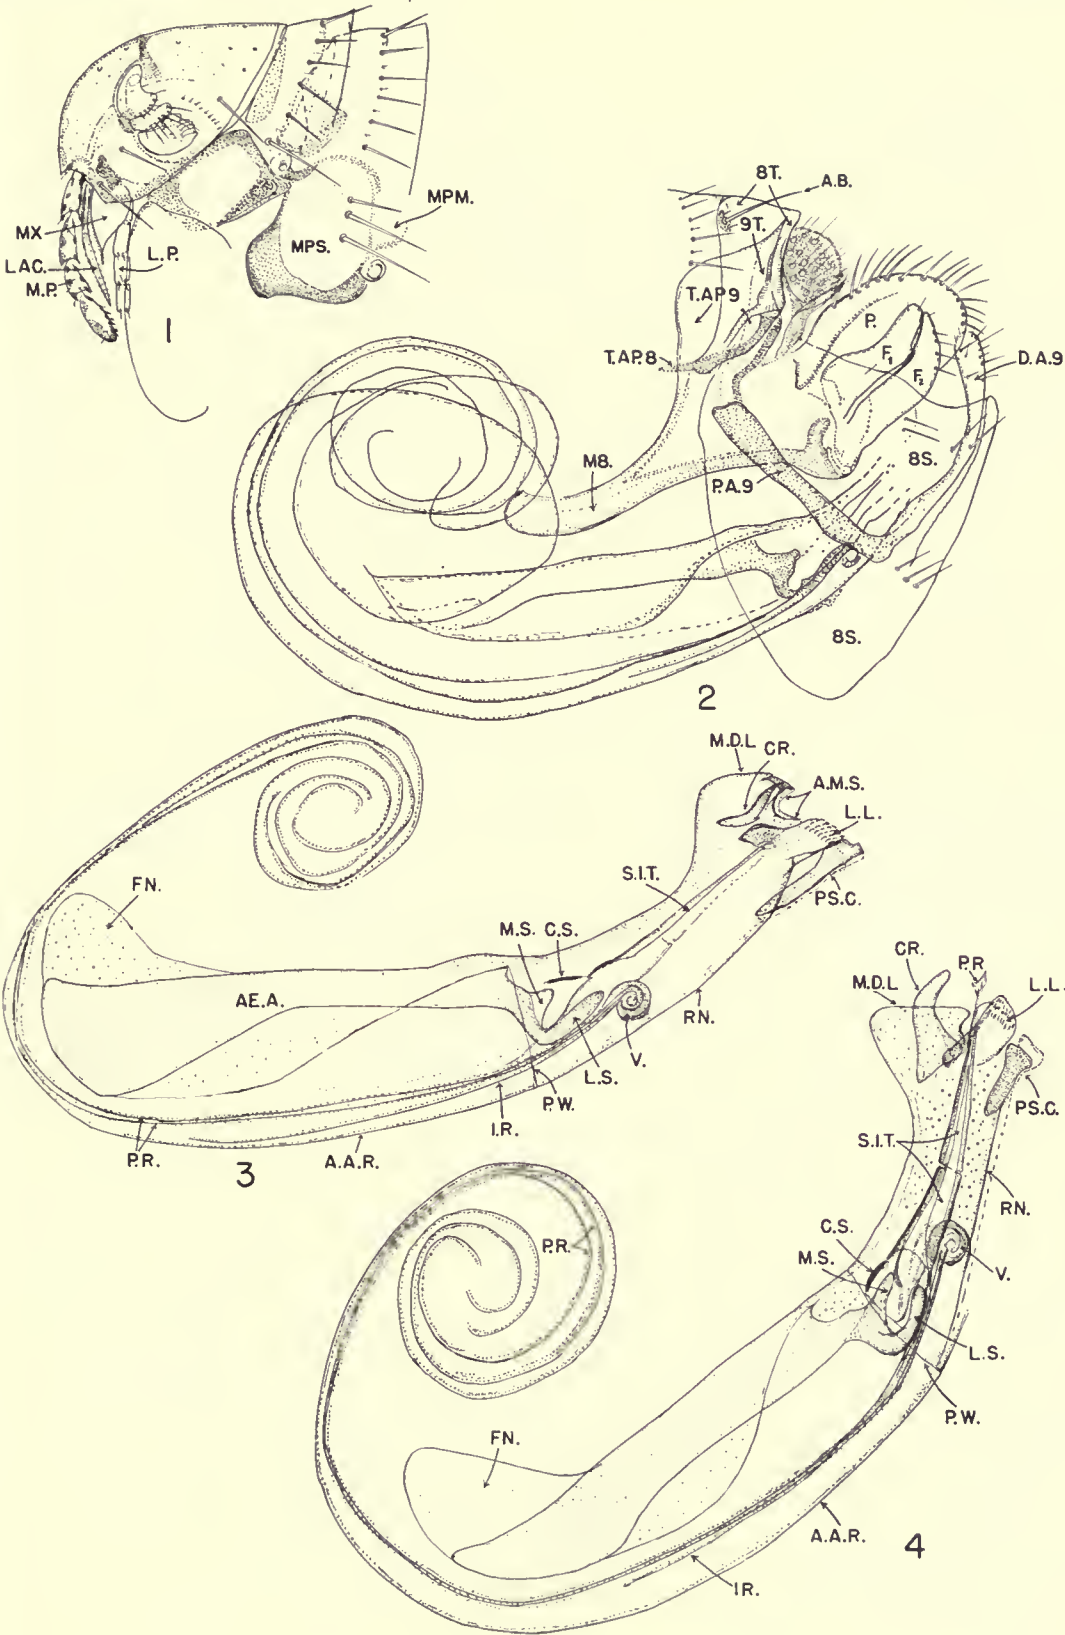 MPM.
MPS.
MX
L.P.
LAC.
M.P.
1
8T.
A.B.
9T.
T.AP.9
P.
T.AP.8
F1
D.A.9
F2
M8.
8S.
P.A.9
8S.
2
M.D.L
CR.
A.M.S.
L.L.
S.I.T.
PS.C.
FN.
M.S.
C.S.
AE.A.
RN.
V.
L.S.
P.W.
I.R.
P.R.
A.A.R.
3
CR.
P.R
M.D.L
L.L.
PS.C.
S.I.T.
RN.
C.S.
P.R.
M.S.
V.
L.S.
P.W.
FN.
A.A.R.
4
I.R.